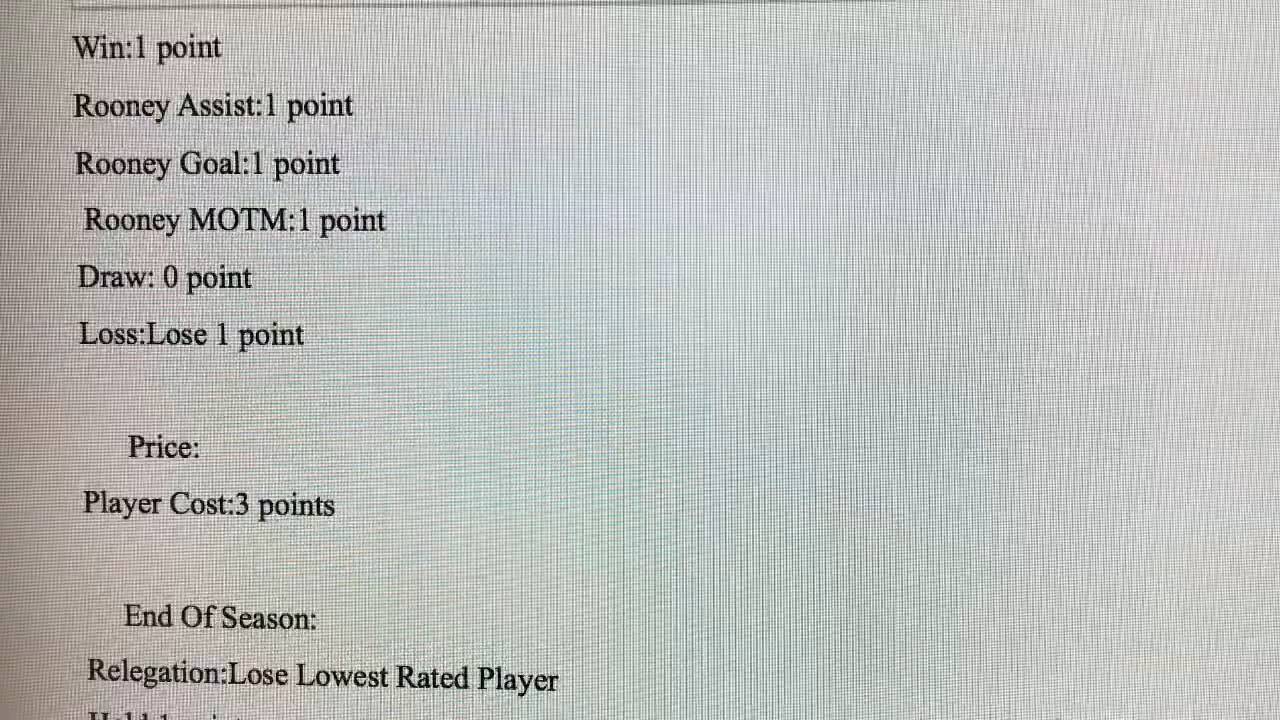 Win:1 point
Rooney Assist:1 point
Rooney Goal:1 point
Rooney MOTM:1 point
Draw: 0 point
Loss:Lose 1 point
Price:
Player Cost:3 points
End Of Season:
Relegation:Lose Lowest Rated Player